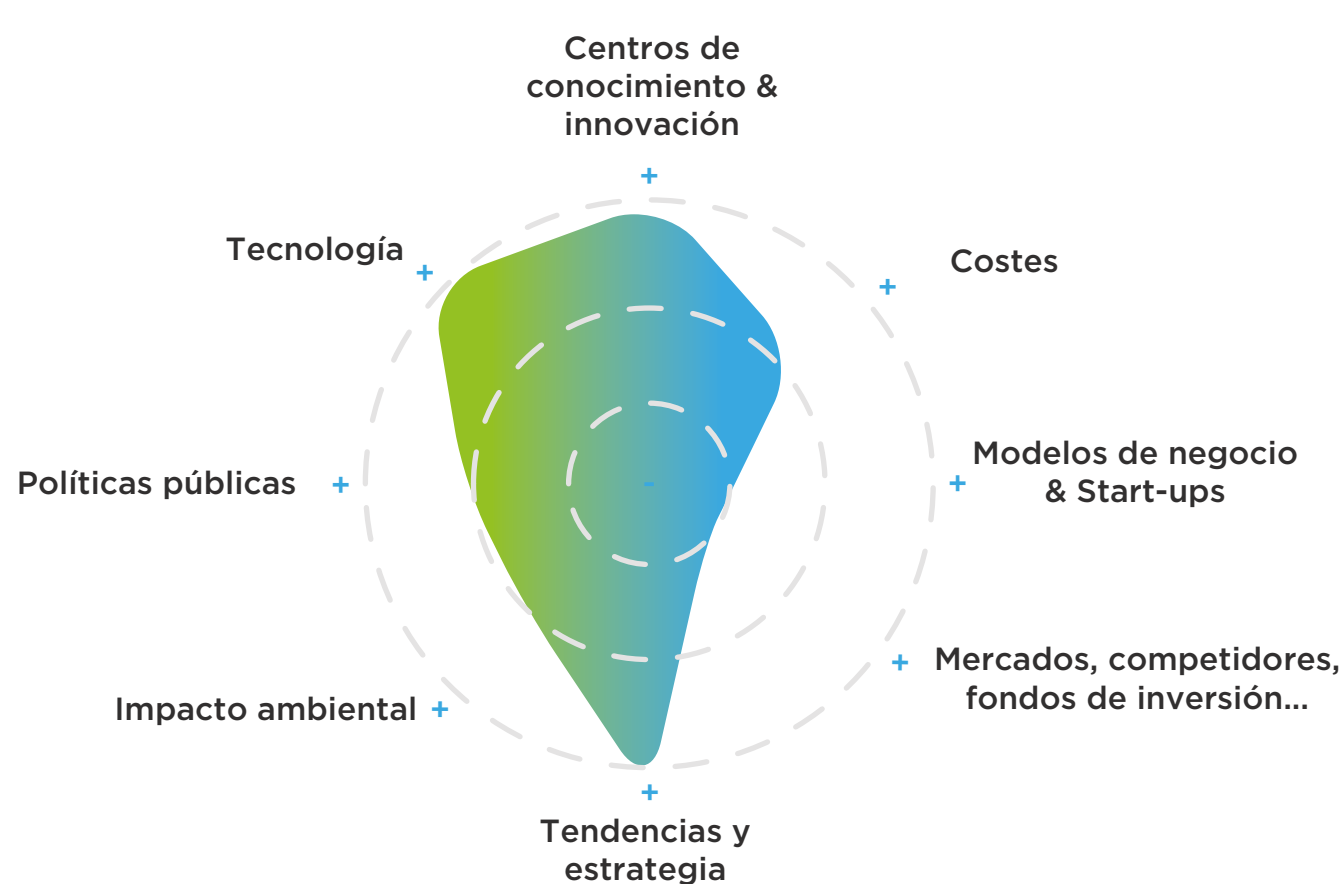 Centros de
conocimiento &
innovación
+
Tecnología
+
Costes
+
Políticas públicas
+
-
+
Modelos de negocio
& Start-ups
+
Mercados, competidores,
fondos de inversión...
Impacto ambiental
+
+
Tendencias y
estrategia